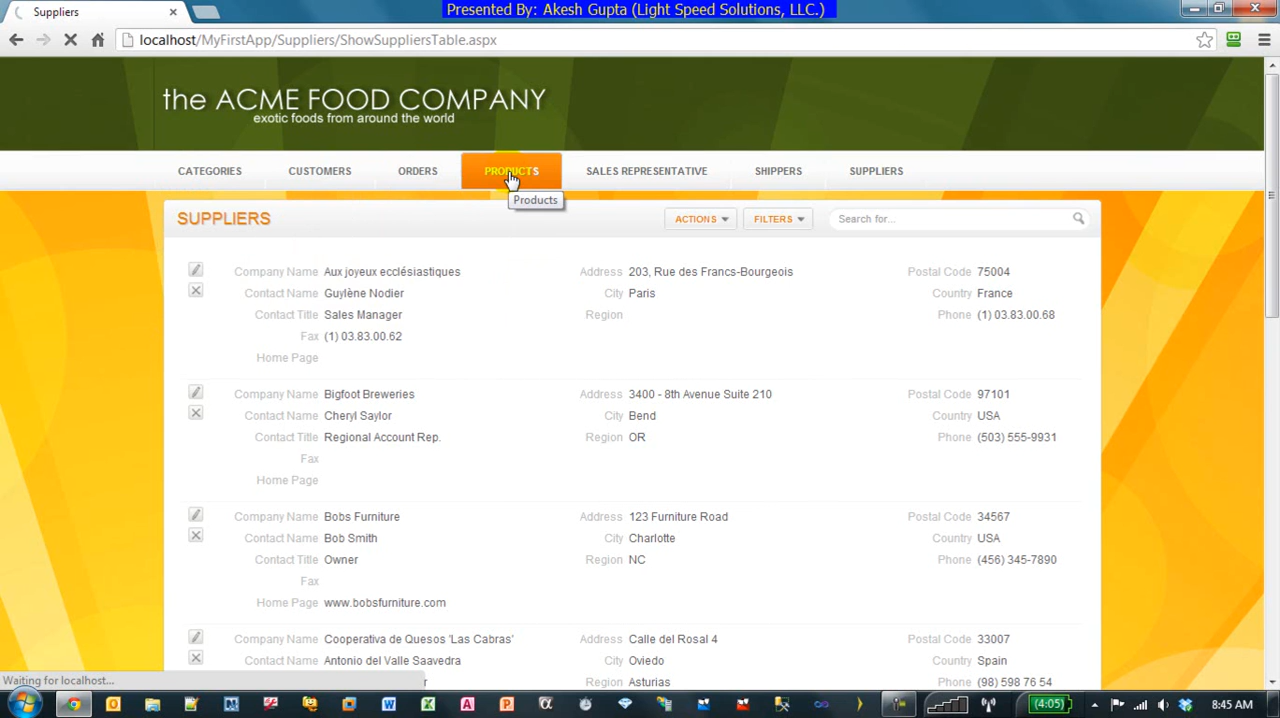 Suppliers
Presented By: Akesh Gupta (Light Speed Solutions, LLC.)
localhost/MyFirstApp/Suppliers/ShowSuppliersTable.aspx
the ACME FOOD COMPANY
exotic foods from around the world
CATEGORIES CUSTOMERS ORDERS PRODUCTS SALES REPRESENTATIVE SHIPPERS SUPPLIERS
Products
SUPPLIERS ACTIONS FILTERS Search for...
Company Name Aux joyeux ecclésiastiques Address 203, Rue des Francs-Bourgeois Postal Code 75004
Contact Name Guylène Nodier City Paris Country France
Contact Title Sales Manager Region Phone (1) 03.83.00.68
Fax (1) 03.83.00.62
Home Page
Company Name Bigfoot Breweries Address 3400 - 8th Avenue Suite 210 Postal Code 97101
Contact Name Cheryl Saylor City Bend Country USA
Contact Title Regional Account Rep. Region OR Phone (503) 555-9931
Fax
Home Page
Company Name Bobs Furniture Address 123 Furniture Road Postal Code 34567
Contact Name Bob Smith City Charlotte Country USA
Contact Title Owner Region NC Phone (456) 345-7890
Fax
Home Page www.bobsfurniture.com
Company Name Cooperativa de Quesos 'Las Cabras' Address Calle del Rosal 4 Postal Code 33007
Contact Name Antonio del Valle Saavedra City Oviedo Country Spain
Region Asturias Phone (98) 598 76 54
Waiting for localhost...
(4:05) 8:45 AM